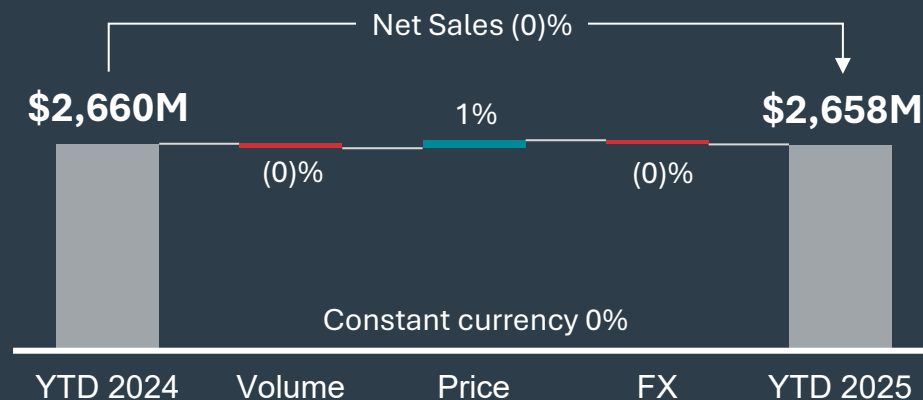 Net Sales (0)%
$2,660M
1%
$2,658M
(0)%
(0)%
Constant currency 0%
YTD 2024
Volume
Price
FX
YTD 2025